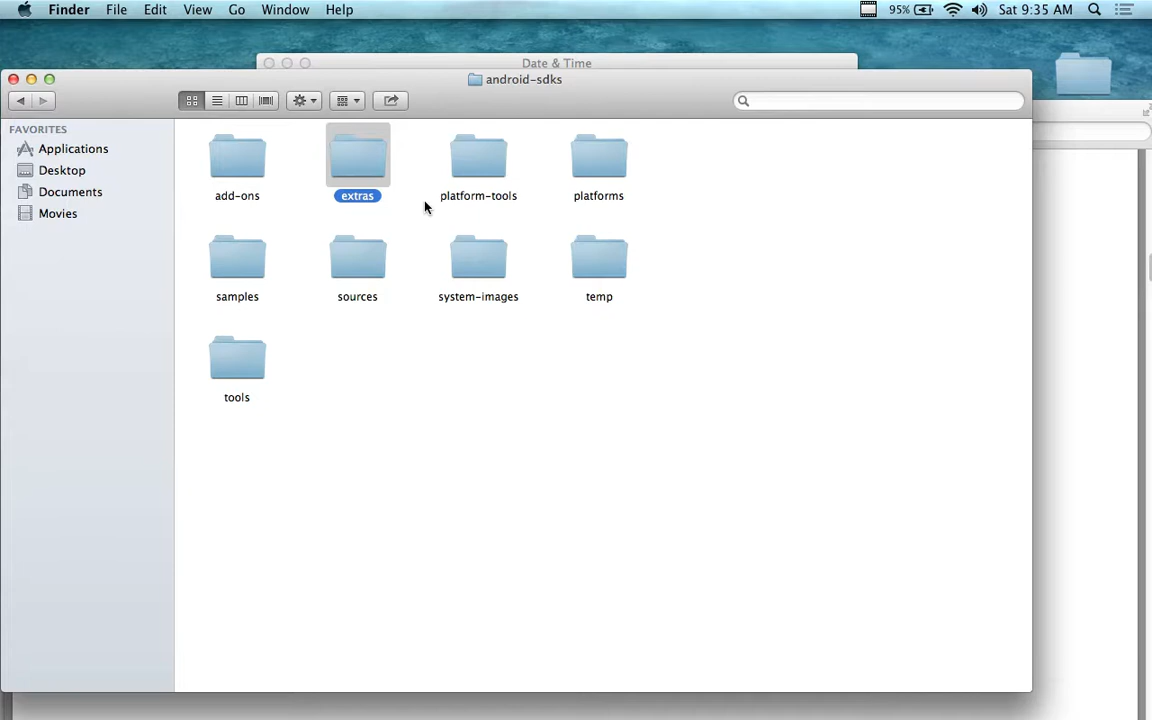 Finder File Edit View Go Window Help 95% Sat 9:35 AM
Date & Time
android-sdks
FAVORITES
Applications
Desktop
Documents
Movies
add-ons extras platform-tools platforms
samples sources system-images temp
tools